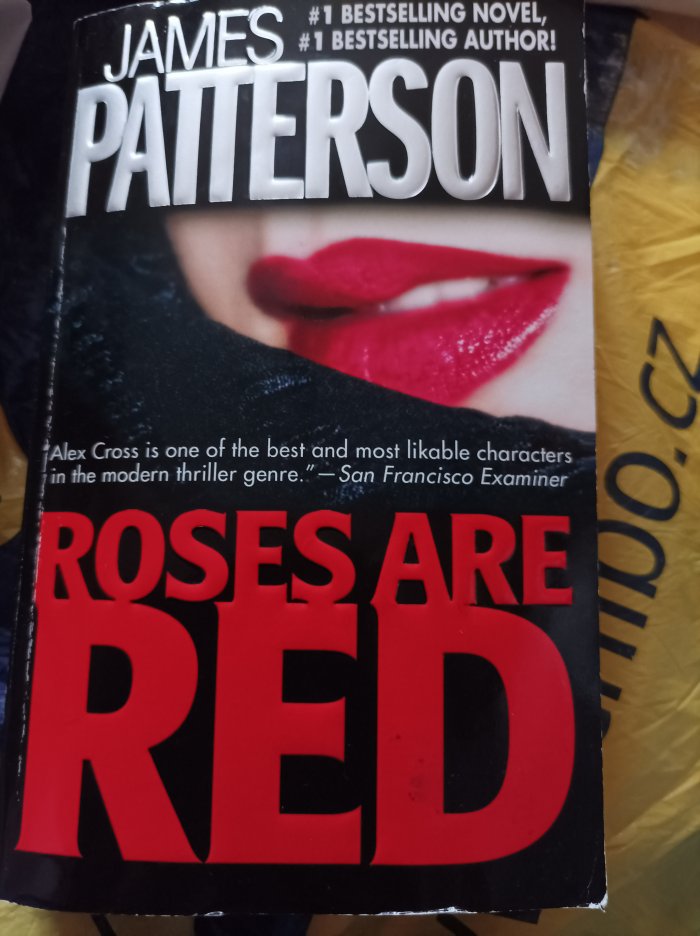 #1 BESTSELLING NOVEL,
#1 BESTSELLING AUTHOR!
JAMES
PATTERSON
"Alex Cross is one of the best and most likable characters
in the modern thriller genre." —San Francisco Examiner
ROSES ARE
RED